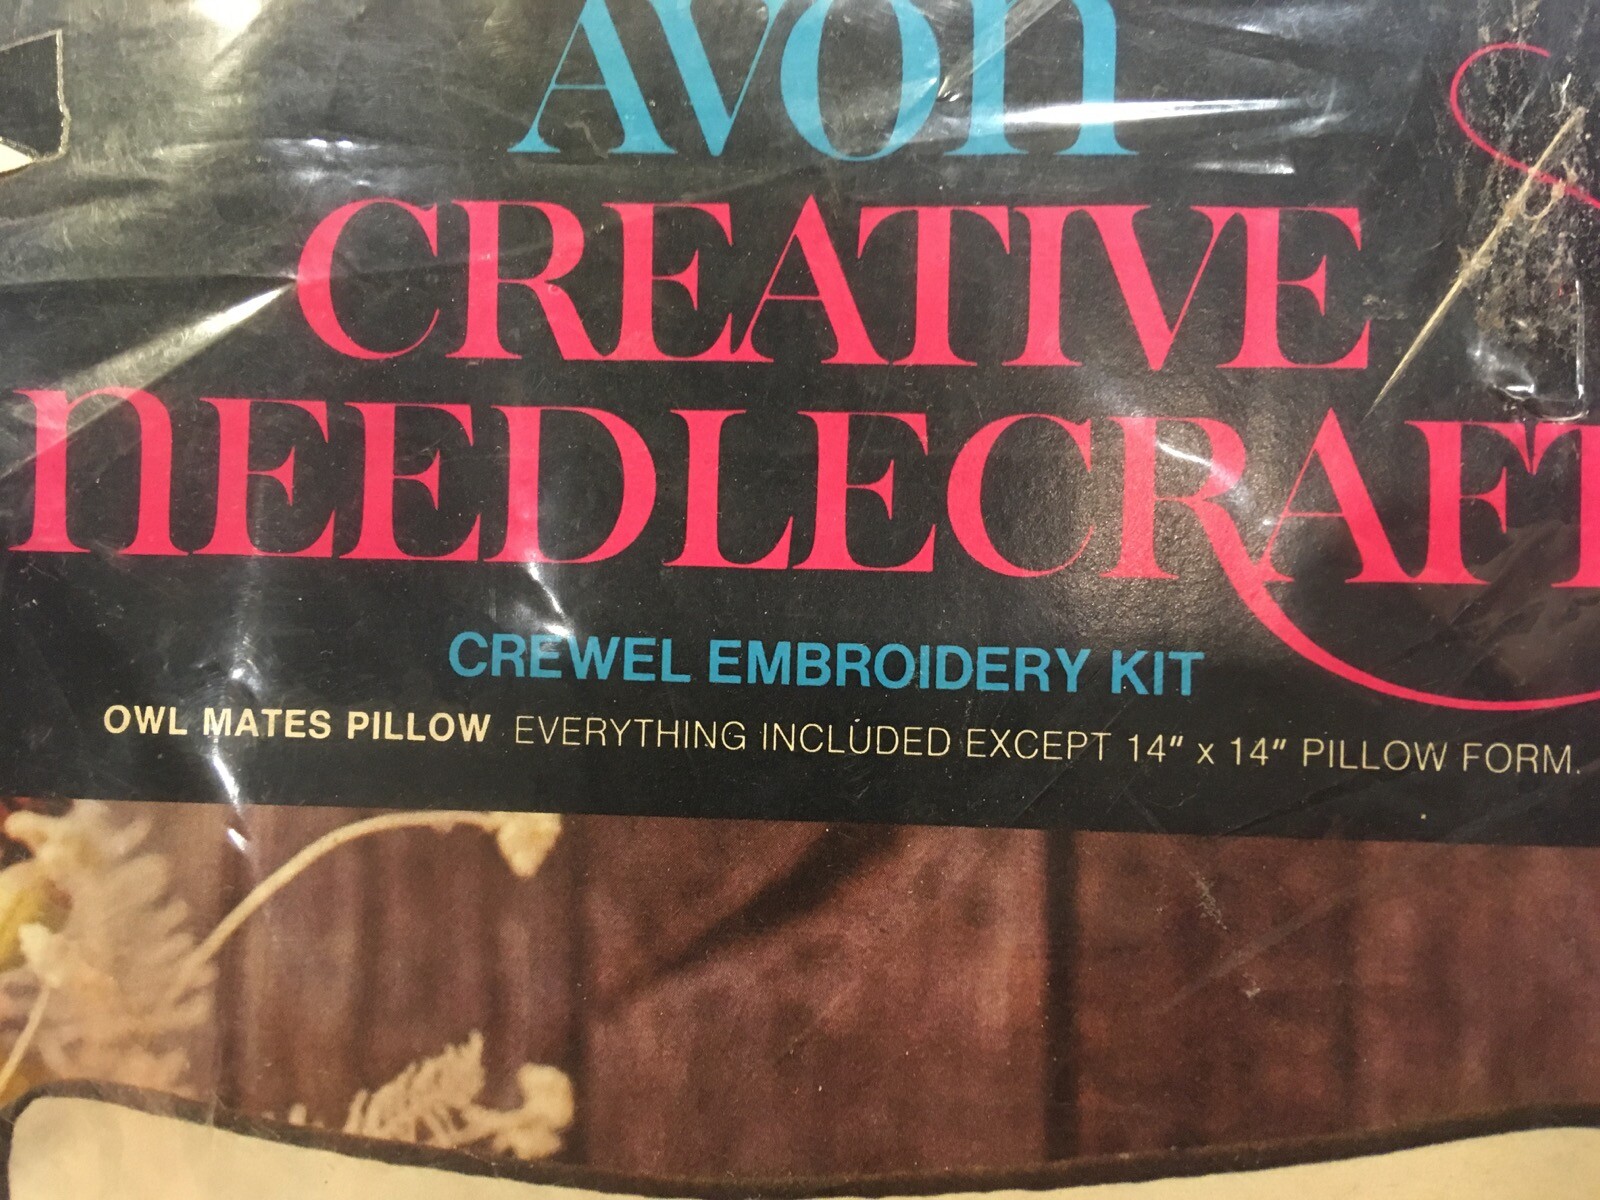 AVON
CREATIVE
NEEDLECRAFT
CREWEL EMBROIDERY KIT
OWL MATES PILLOW EVERYTHING INCLUDED EXCEPT 14" x 14" PILLOW FORM.